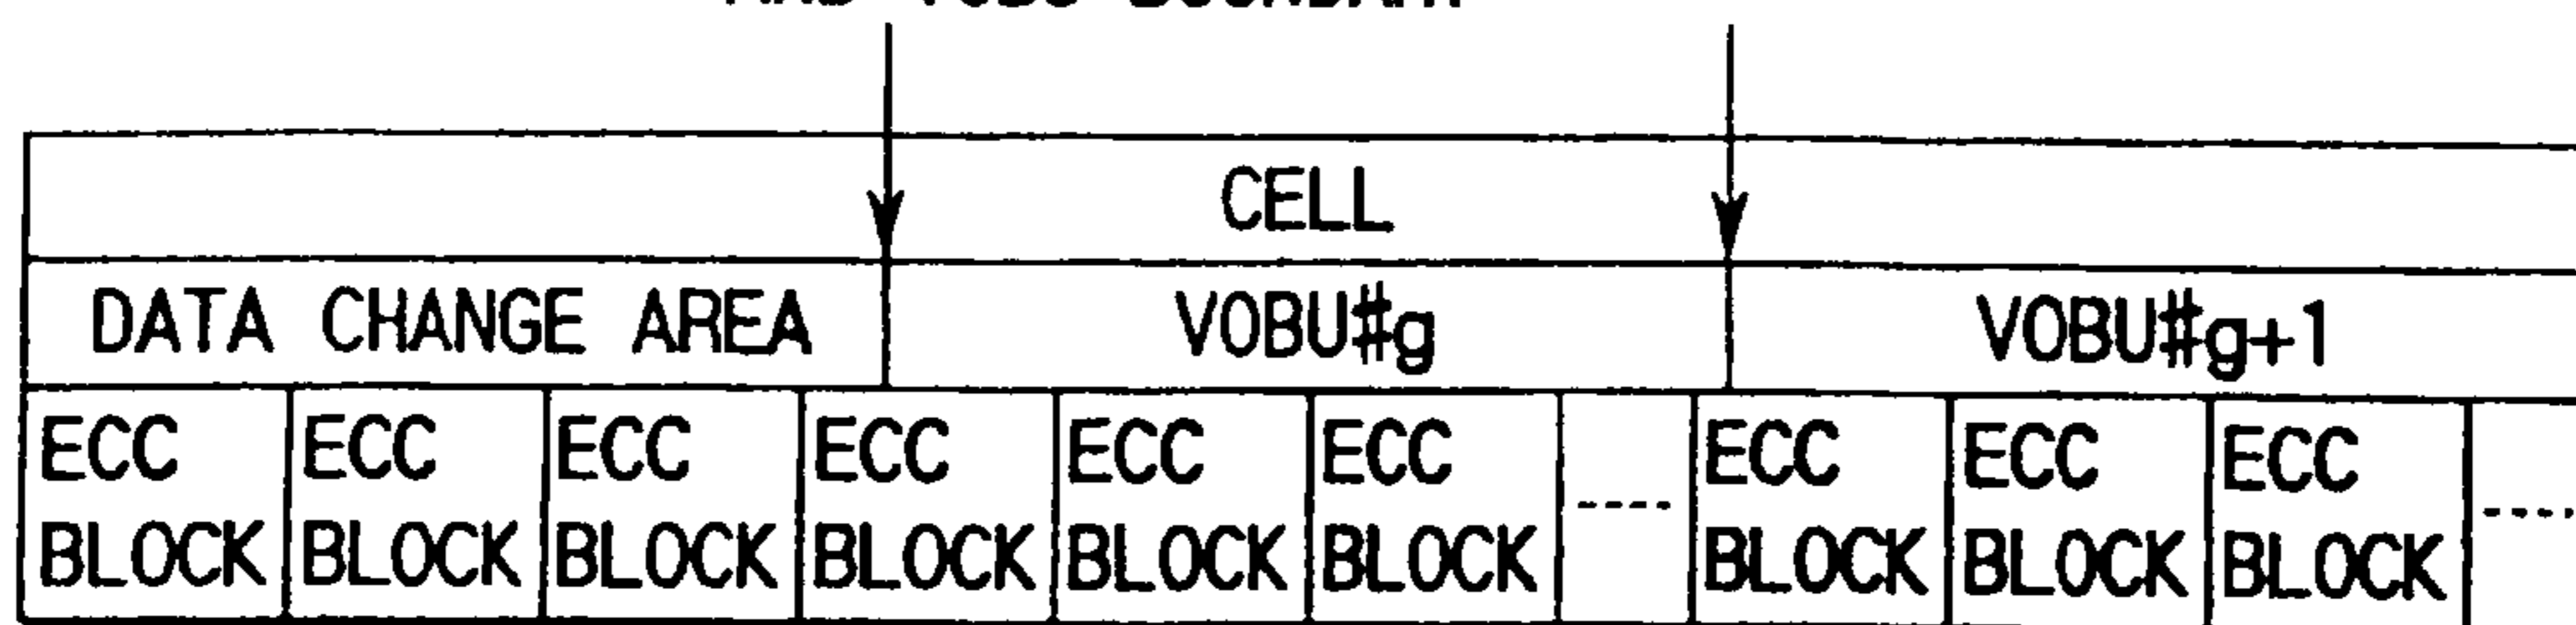 CELL
DATA CHANGE AREA VOBU#g VOBU#g+1
ECC ECC ECC ECC ECC ECC ---- ECC ECC ECC ----
BLOCK BLOCK BLOCK BLOCK BLOCK BLOCK BLOCK BLOCK BLOCK